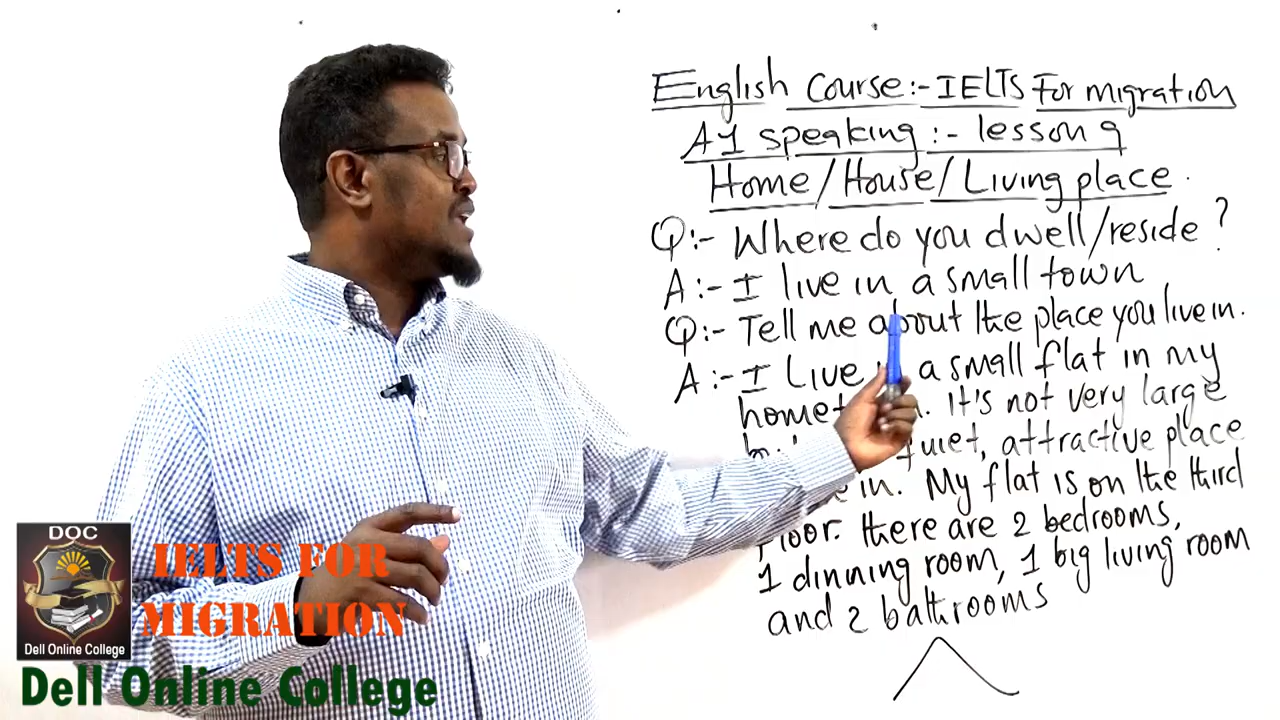 English Course:- IELTS For migration
A1 speaking:- lesson 9
Home/House/Living place.
Q:- Where do you dwell/reside?
A:- I live in a small town
Q:- Tell me about the place you live in.
A:- I Live a small flat in my
It's not very large
quiet, attractive place
in. My flat is on the third
there are 2 bedrooms,
1 dinning room, 1 big living room
and 2 bathrooms
DOC
Dell Online College
IELTS FOR
MIGRATION
Dell Online College